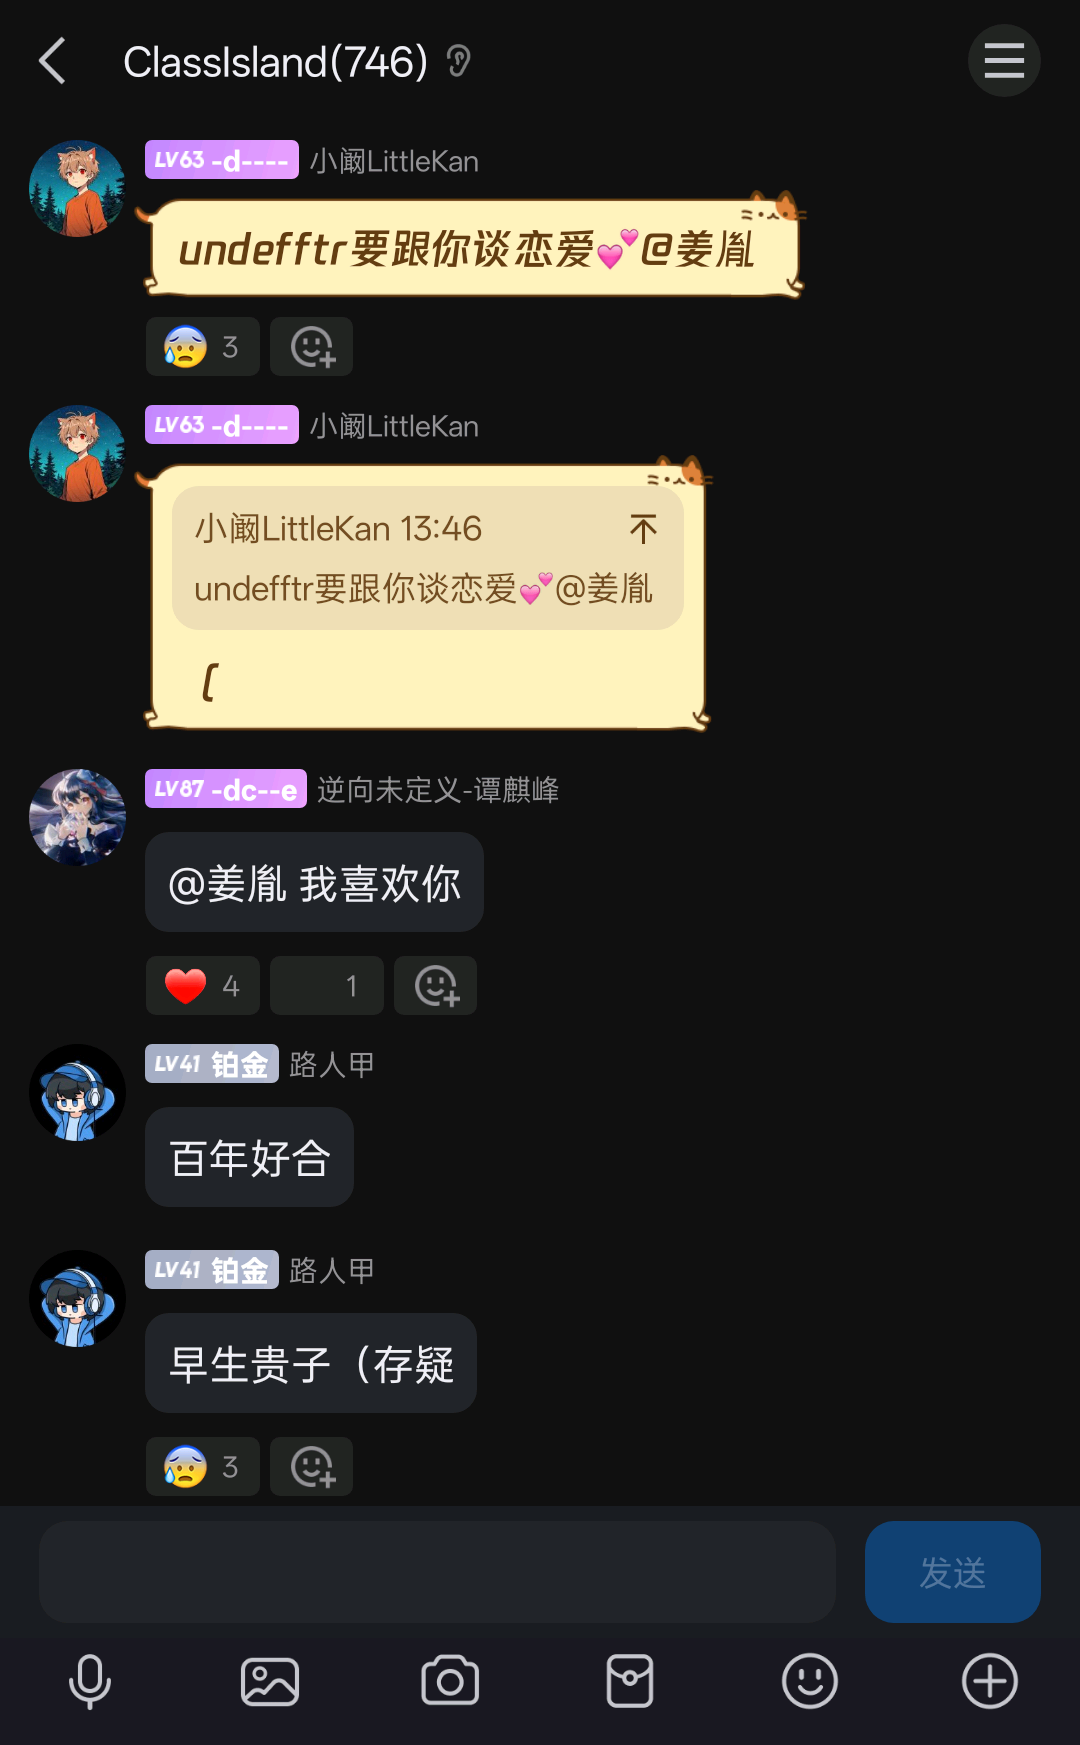 ClassIsland(746)
LV63 -d---- 小阚LittleKan
undefftr要跟你谈恋爱💕@姜胤
😰 3
LV63 -d---- 小阚LittleKan
小阚LittleKan 13:46
undefftr要跟你谈恋爱💕@姜胤
（
LV87 -dc--e 逆向未定义-谭麒峰
@姜胤 我喜欢你
❤️ 4 1
LV41 铂金 路人甲
百年好合
LV41 铂金 路人甲
早生贵子（存疑
😰 3
发送